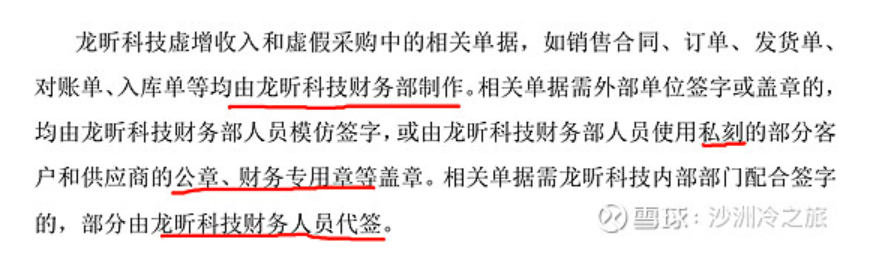 龙昕科技虚增收入和虚假采购中的相关单据，如销售合同、订单、发货单、
对账单、入库单等均由龙昕科技财务部制作。相关单据需外部单位签字或盖章的，
均由龙昕科技财务部人员模仿签字，或由龙昕科技财务部人员使用私刻的部分客
户和供应商的公章、财务专用章等盖章。相关单据需龙昕科技内部部门配合签字
的，部分由龙昕科技财务人员代签。
雪球：沙洲冷之旅